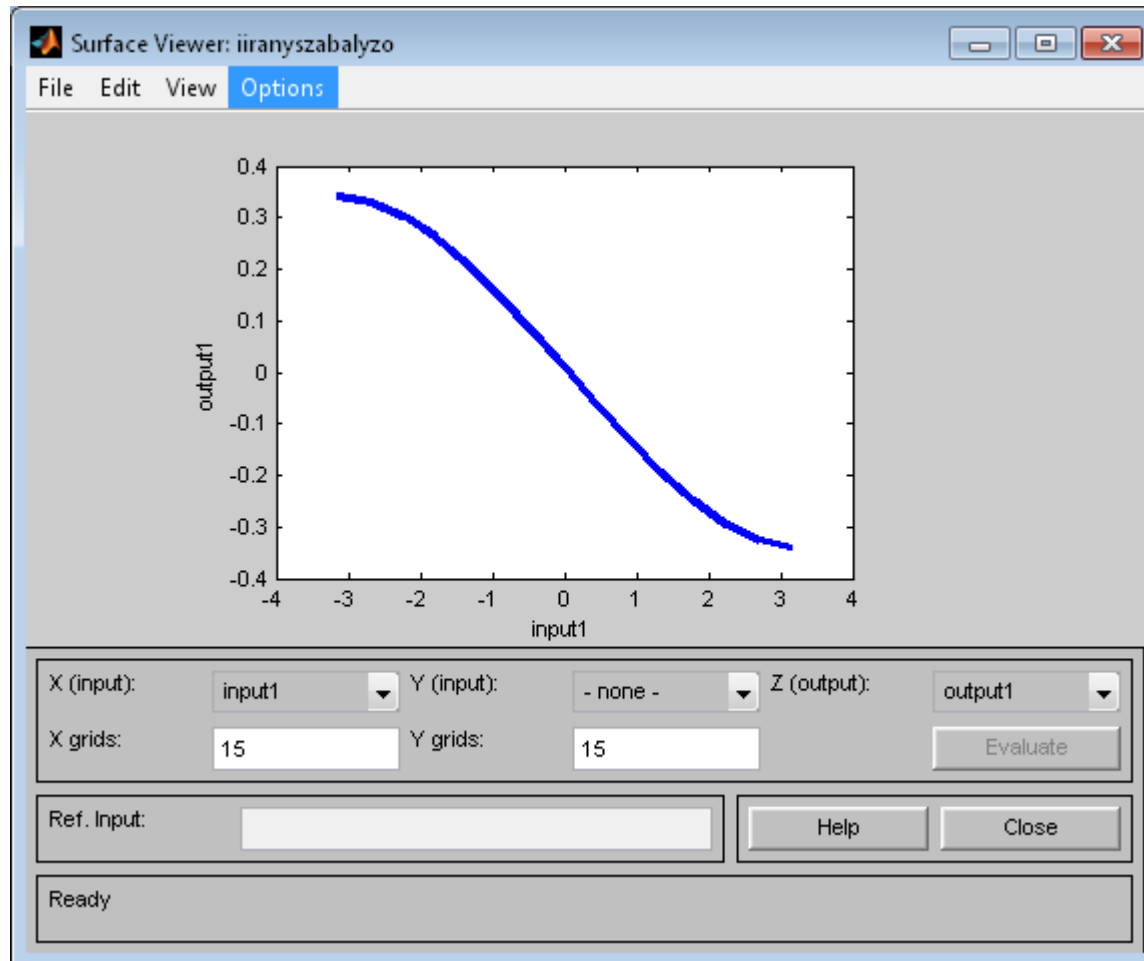 Surface Viewer: iiranyszabalyzo
File Edit View Options
0.4
0.3
0.2
0.1
0
-0.1
-0.2
-0.3
-0.4
output1
-4 -3 -2 -1 0 1 2 3 4
input1
X (input): input1 Y (input): - none - Z (output): output1
X grids: 15 Y grids: 15 Evaluate
Ref. Input: Help Close
Ready